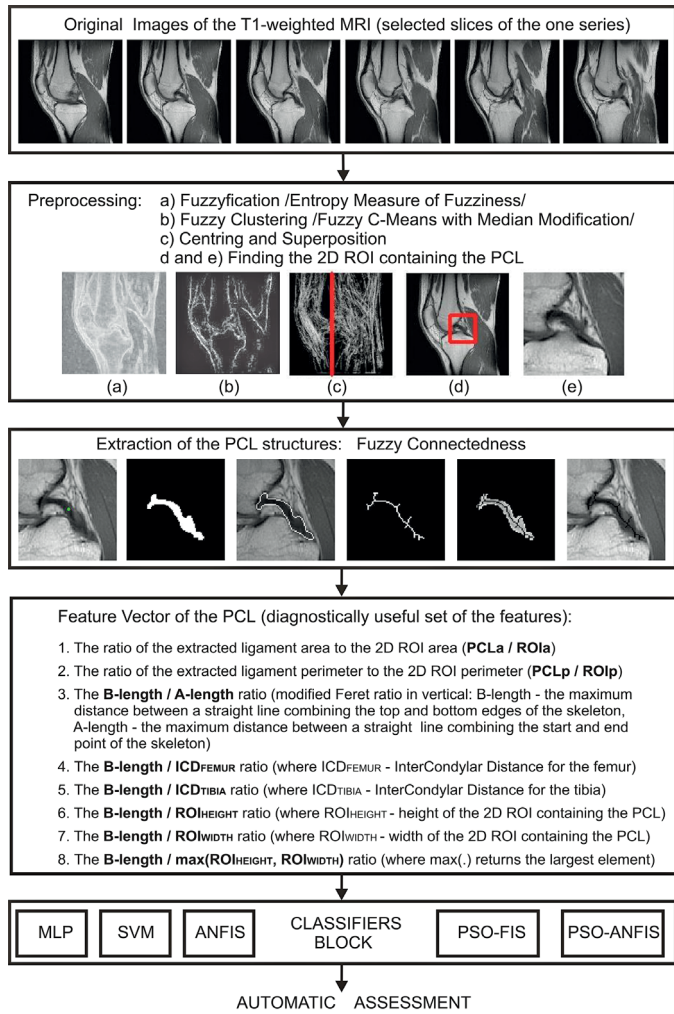 Original Images of the T1-weighted MRI (selected slices of the one series)
Preprocessing: a) Fuzzyfication /Entropy Measure of Fuzziness/
b) Fuzzy Clustering /Fuzzy C-Means with Median Modification/
c) Centring and Superposition
d and e) Finding the 2D ROI containing the PCL
(a) (b) (c) (d) (e)
Extraction of the PCL structures: Fuzzy Connectedness
Feature Vector of the PCL (diagnostically useful set of the features):
1. The ratio of the extracted ligament area to the 2D ROI area (PCLa / ROIa)
2. The ratio of the extracted ligament perimeter to the 2D ROI perimeter (PCLp / ROIp)
3. The B-length / A-length ratio (modified Feret ratio in vertical: B-length - the maximum
distance between a straight line combining the top and bottom edges of the skeleton,
A-length - the maximum distance between a straight line combining the start and end
point of the skeleton)
4. The B-length / ICDFEMUR ratio (where ICDFEMUR - InterCondylar Distance for the femur)
5. The B-length / ICDTIBIA ratio (where ICDTIBIA - InterCondylar Distance for the tibia)
6. The B-length / ROIHEIGHT ratio (where ROIHEIGHT - height of the 2D ROI containing the PCL)
7. The B-length / ROIWIDTH ratio (where ROIWIDTH - width of the 2D ROI containing the PCL)
8. The B-length / max(ROIHEIGHT, ROIWIDTH) ratio (where max(.) returns the largest element)
MLP SVM ANFIS CLASSIFIERS BLOCK PSO-FIS PSO-ANFIS
AUTOMATIC ASSESSMENT